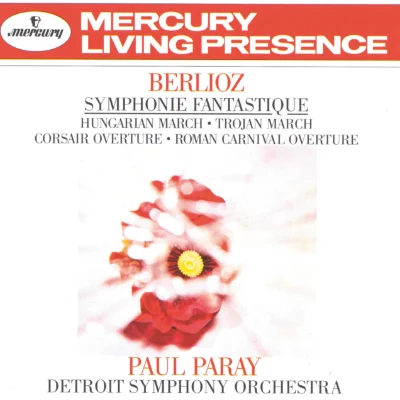 MERCURY
LIVING PRESENCE
mercury
BERLIOZ
SYMPHONIE FANTASTIQUE
HUNGARIAN MARCH • TROJAN MARCH
CORSAIR OVERTURE • ROMAN CARNIVAL OVERTURE
PAUL PARAY
DETROIT SYMPHONY ORCHESTRA